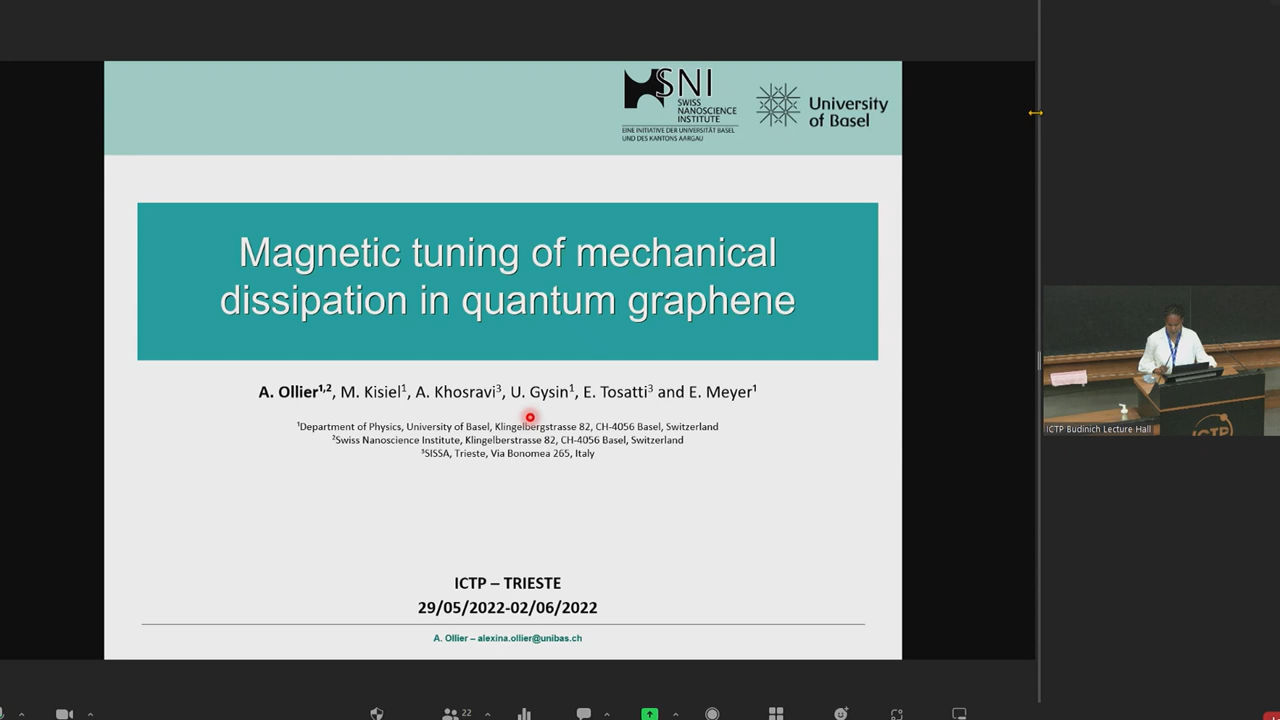 SNI
SWISS
NANOSCIENCE
INSTITUTE
EINE INITIATIVE DER UNIVERSITÄT BASEL
UND DES KANTONS AARGAU
University
of Basel
Magnetic tuning of mechanical
dissipation in quantum graphene
A. Ollier¹,², M. Kisiel¹, A. Khosravi³, U. Gysin¹, E. Tosatti³ and E. Meyer¹
¹Department of Physics, University of Basel, Klingelbergstrasse 82, CH-4056 Basel, Switzerland
²Swiss Nanoscience Institute, Klingelberstrasse 82, CH-4056 Basel, Switzerland
³SISSA, Trieste, Via Bonomea 265, Italy
ICTP – TRIESTE
29/05/2022-02/06/2022
A. Ollier – alexina.ollier@unibas.ch
ICTP
ICTP Budinich Lecture Hall
22